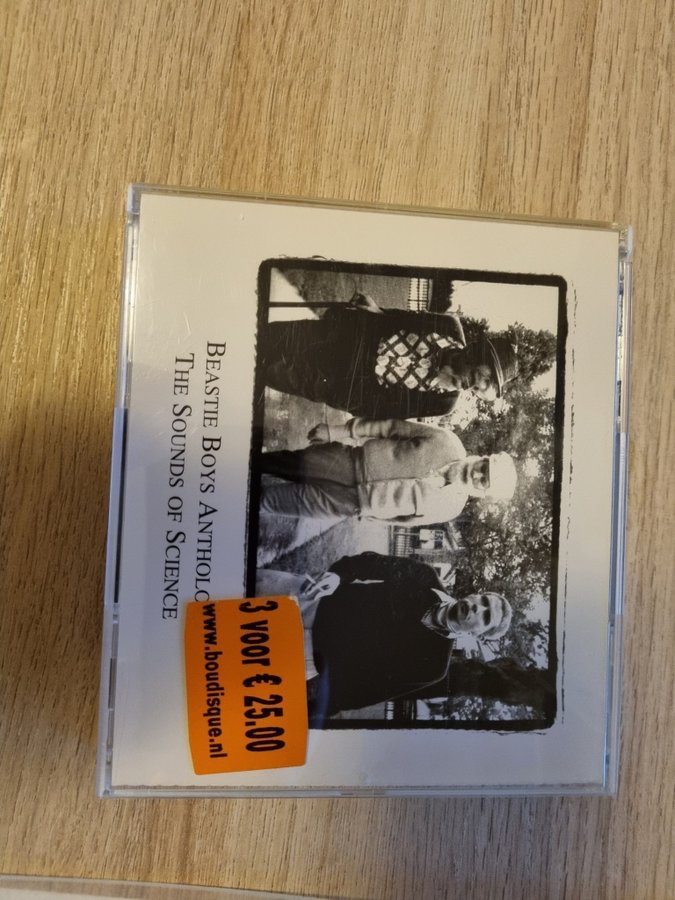 BEASTIE BOYS ANTHOLO
THE SOUNDS OF SCIENCE
3 voor € 25.00
www.boudisque.nl